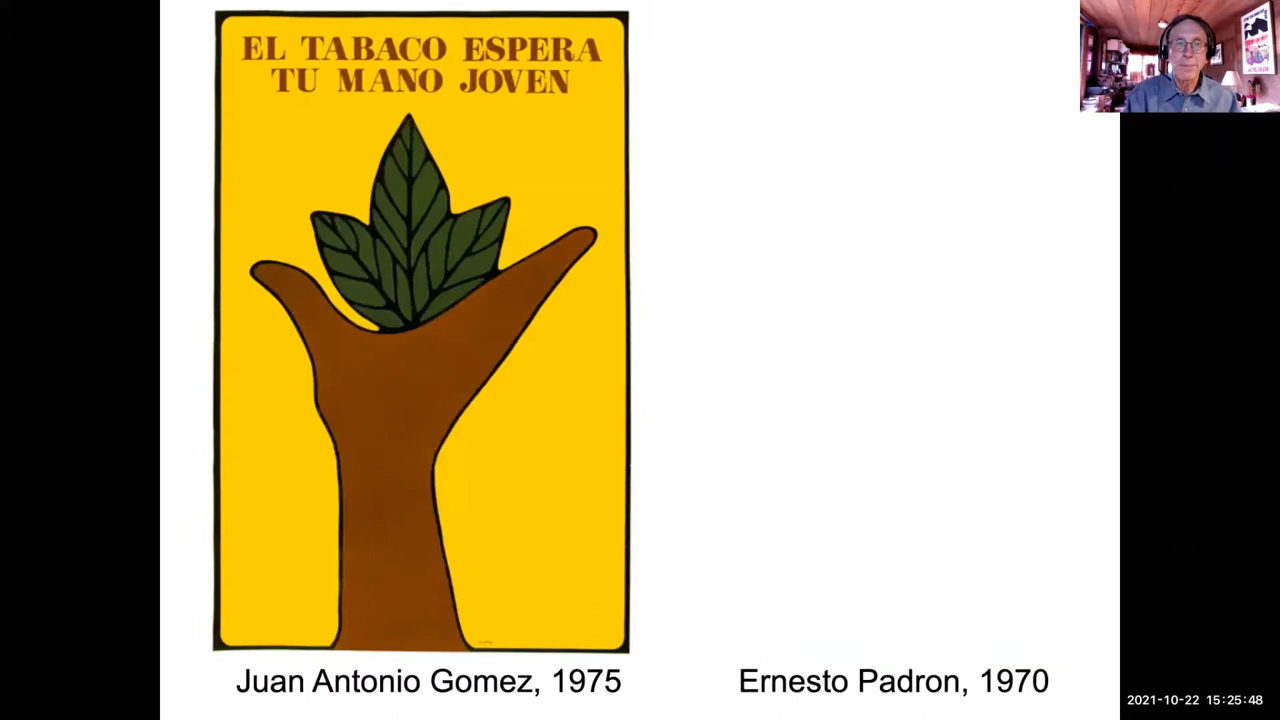 EL TABACO ESPERA
TU MANO JOVEN
Juan Antonio Gomez, 1975
Ernesto Padron, 1970
2021-10-22 15:25:48